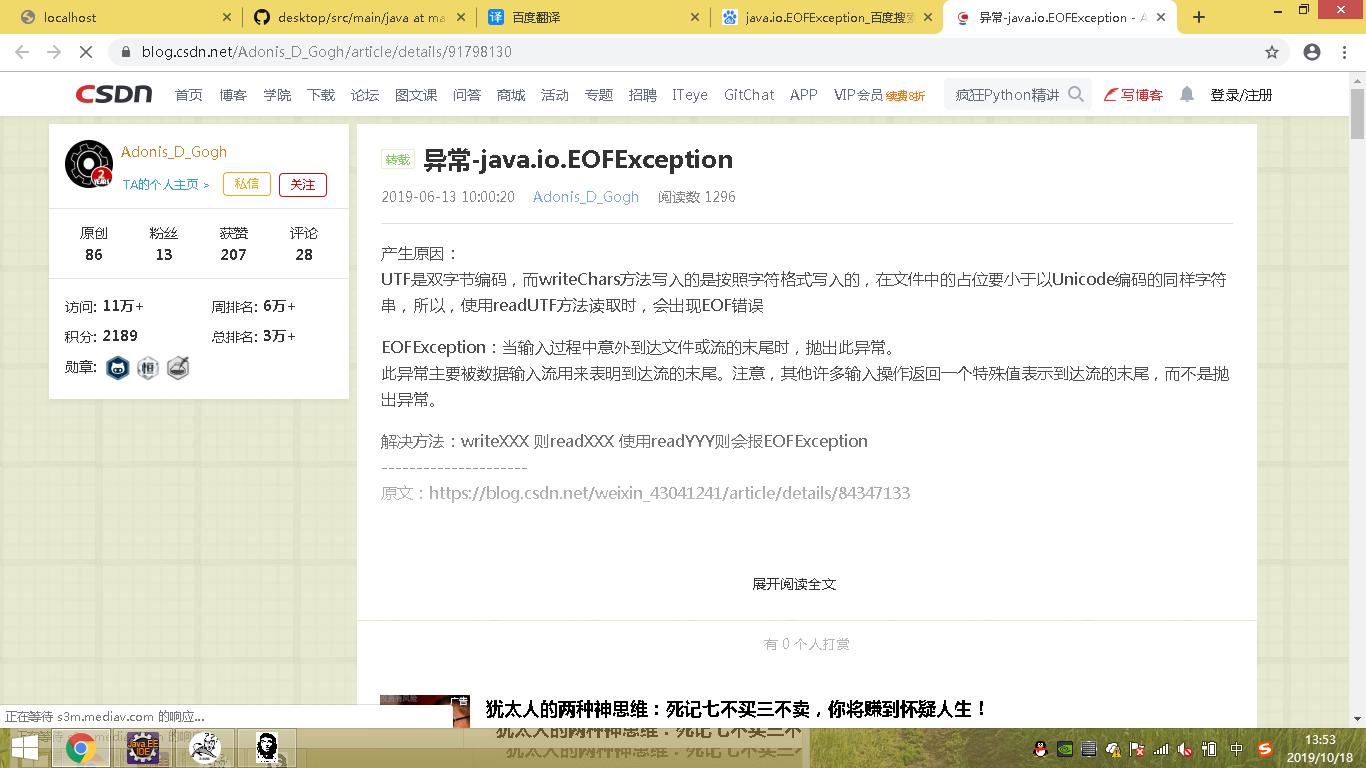 localhost
desktop/src/main/java at ma
百度翻译
java.io.EOFException_百度搜索
异常-java.io.EOFException - A
blog.csdn.net/Adonis_D_Gogh/article/details/91798130
CSDN 首页 博客 学院 下载 论坛 图文课 问答 商城 活动 专题 招聘 ITeye GitChat APP VIP会员 续费8折 疯狂Python精讲 写博客 登录/注册
Adonis_D_Gogh
TA的个人主页 > 私信 关注
2 YEARS
原创 粉丝 获赞 评论
86 13 207 28
访问: 11万+ 周排名: 6万+
积分: 2189 总排名: 3万+
勋章:
恒
转载 异常-java.io.EOFException
2019-06-13 10:00:20 Adonis_D_Gogh 阅读数 1296
产生原因：
UTF是双字节编码，而writeChars方法写入的是按照字符格式写入的，在文件中的占位要小于以Unicode编码的同样字符
串，所以，使用readUTF方法读取时，会出现EOF错误
EOFException：当输入过程中意外到达文件或流的末尾时，抛出此异常。
此异常主要被数据输入流用来表明到达流的末尾。注意，其他许多输入操作返回一个特殊值表示到达流的末尾，而不是抛
出异常。
解决方法：writeXXX 则readXXX 使用readYYY则会报EOFException
---------------------
原文：https://blog.csdn.net/weixin_43041241/article/details/84347133
展开阅读全文
有 0 个人打赏
广告
犹太人的两种神思维：死记七不买三不卖，你将赚到怀疑人生！
正在等待 s3m.mediav.com 的响应...
Java EE
IDE
中
13:53
2019/10/18